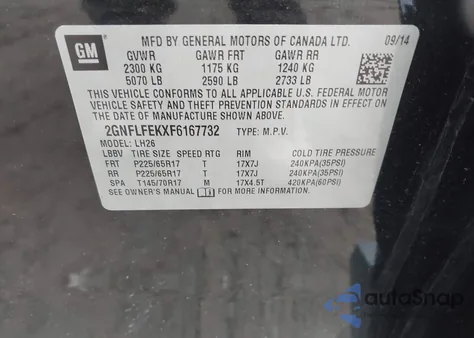 GM
MFD BY GENERAL MOTORS OF CANADA LTD. 09/14
GVWR GAWR FRT GAWR RR
2300 KG 1175 KG 1240 KG
5070 LB 2590 LB 2733 LB
THIS VEHICLE CONFORMS TO ALL APPLICABLE U.S. FEDERAL MOTOR
VEHICLE SAFETY, BUMPER, AND THEFT PREVENTION STANDARDS IN
EFFECT ON THE DATE OF MANUFACTURE SHOWN ABOVE.
2GNFLFEKXF6167732 TYPE: M.P.V.
MODEL: LH26
LBBV TIRE SIZE SPEED RTG RIM COLD TIRE PRESSURE
FRT P225/65R17 T 17X7J 240KPA(35PSI)
RR P225/65R17 T 17X7J 240KPA(35PSI)
SPA T145/70R17 M 17X4.5T 420KPA(60PSI)
SEE OWNER'S MANUAL FOR MORE INFORMATION.
autoSnap